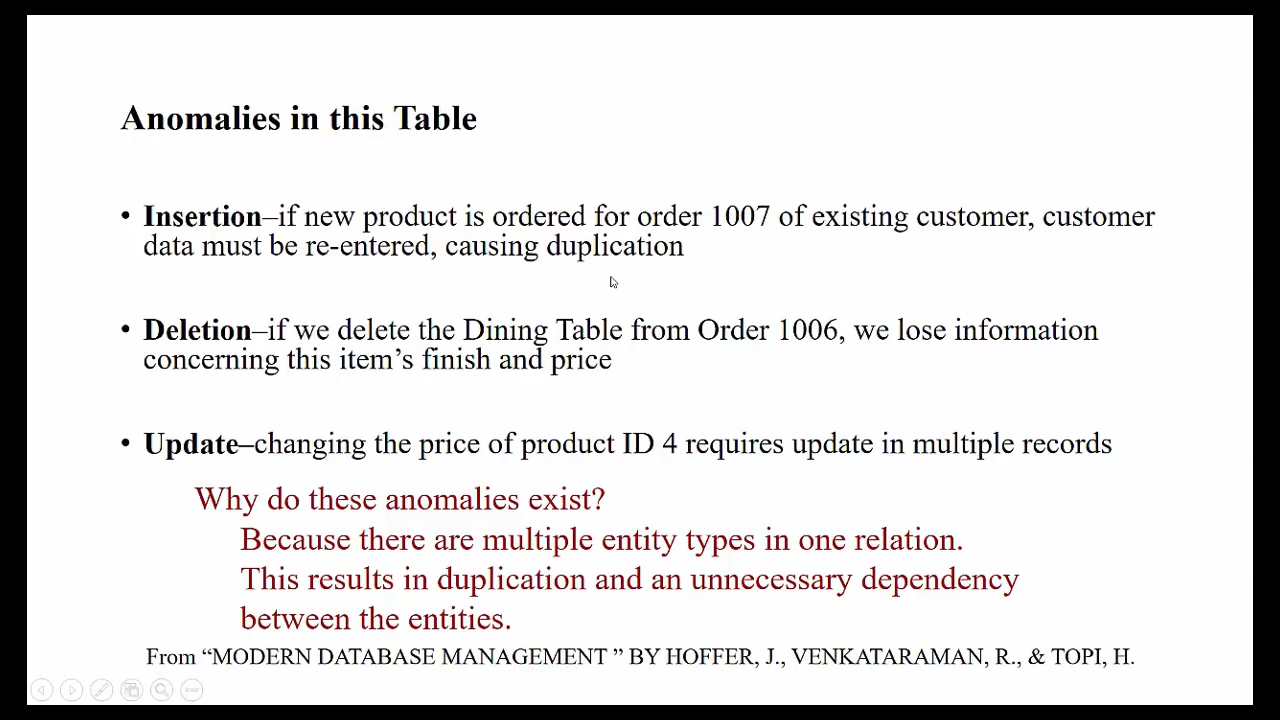 Anomalies in this Table
• Insertion–if new product is ordered for order 1007 of existing customer, customer
data must be re-entered, causing duplication
• Deletion–if we delete the Dining Table from Order 1006, we lose information
concerning this item’s finish and price
• Update–changing the price of product ID 4 requires update in multiple records
Why do these anomalies exist?
Because there are multiple entity types in one relation.
This results in duplication and an unnecessary dependency
between the entities.
From “MODERN DATABASE MANAGEMENT ” BY HOFFER, J., VENKATARAMAN, R., & TOPI, H.